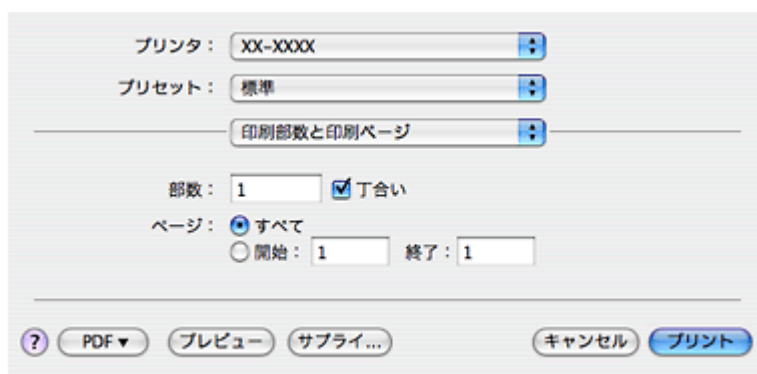 プリンタ： XX-XXXX
プリセット： 標準
印刷部数と印刷ページ
部数： 1 丁合い
ページ： すべて
開始： 1 終了： 1
? PDF▼ プレビュー サプライ... キャンセル プリント